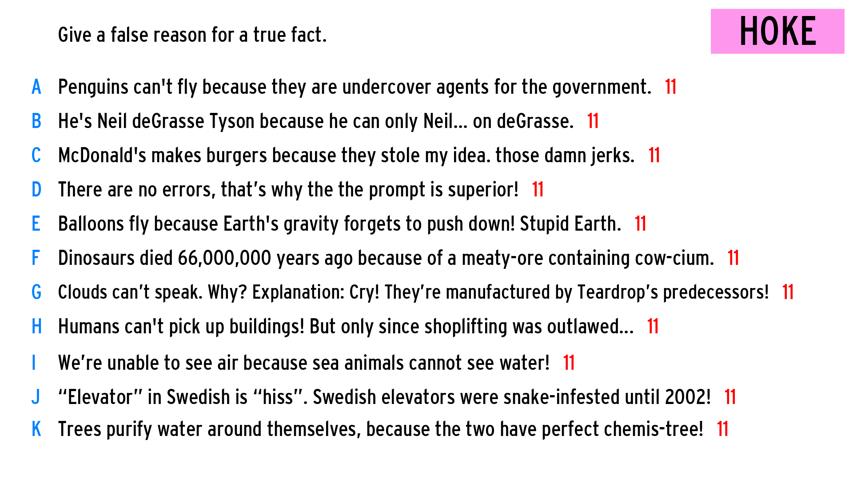 Give a false reason for a true fact.
HOKE
A Penguins can't fly because they are undercover agents for the government. 11
B He's Neil deGrasse Tyson because he can only Neil... on deGrasse. 11
C McDonald's makes burgers because they stole my idea. those damn jerks. 11
D There are no errors, that’s why the the prompt is superior! 11
E Balloons fly because Earth's gravity forgets to push down! Stupid Earth. 11
F Dinosaurs died 66,000,000 years ago because of a meaty-ore containing cow-cium. 11
G Clouds can’t speak. Why? Explanation: Cry! They’re manufactured by Teardrop’s predecessors! 11
H Humans can't pick up buildings! But only since shoplifting was outlawed... 11
I We’re unable to see air because sea animals cannot see water! 11
J “Elevator” in Swedish is “hiss”. Swedish elevators were snake-infested until 2002! 11
K Trees purify water around themselves, because the two have perfect chemis-tree! 11